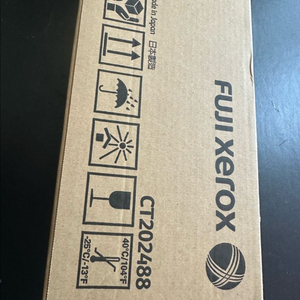 FUJI xerox
CT202488
Made in Japan 日本製造
40°C/104°F
-25°C/-13°F